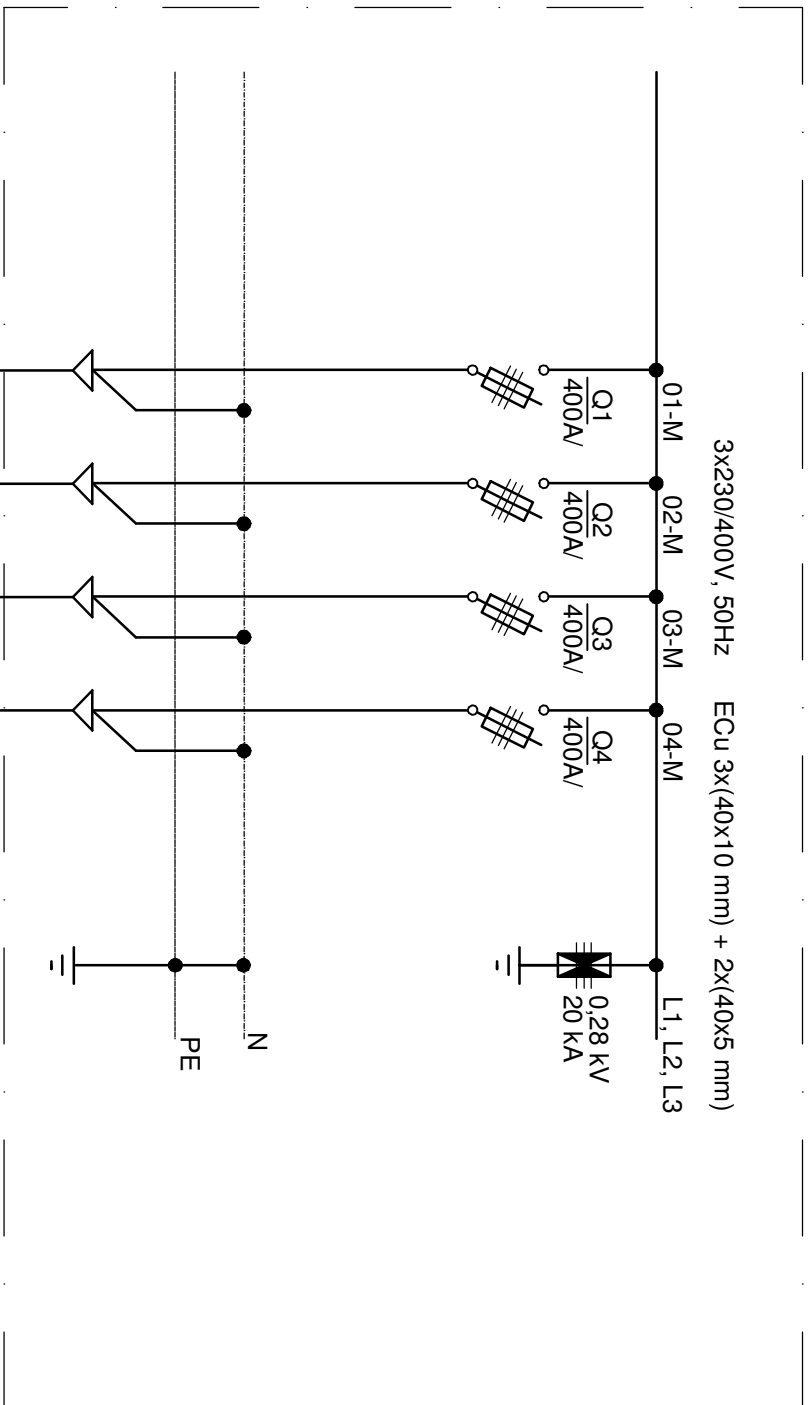 3x230/400V, 50Hz ECu 3x(40x10 mm) + 2x(40x5 mm)
01-M
02-M
03-M
04-M
L1, L2, L3
Q1
400A/
Q2
400A/
Q3
400A/
Q4
400A/
0,28 kV
20 kA
N
PE